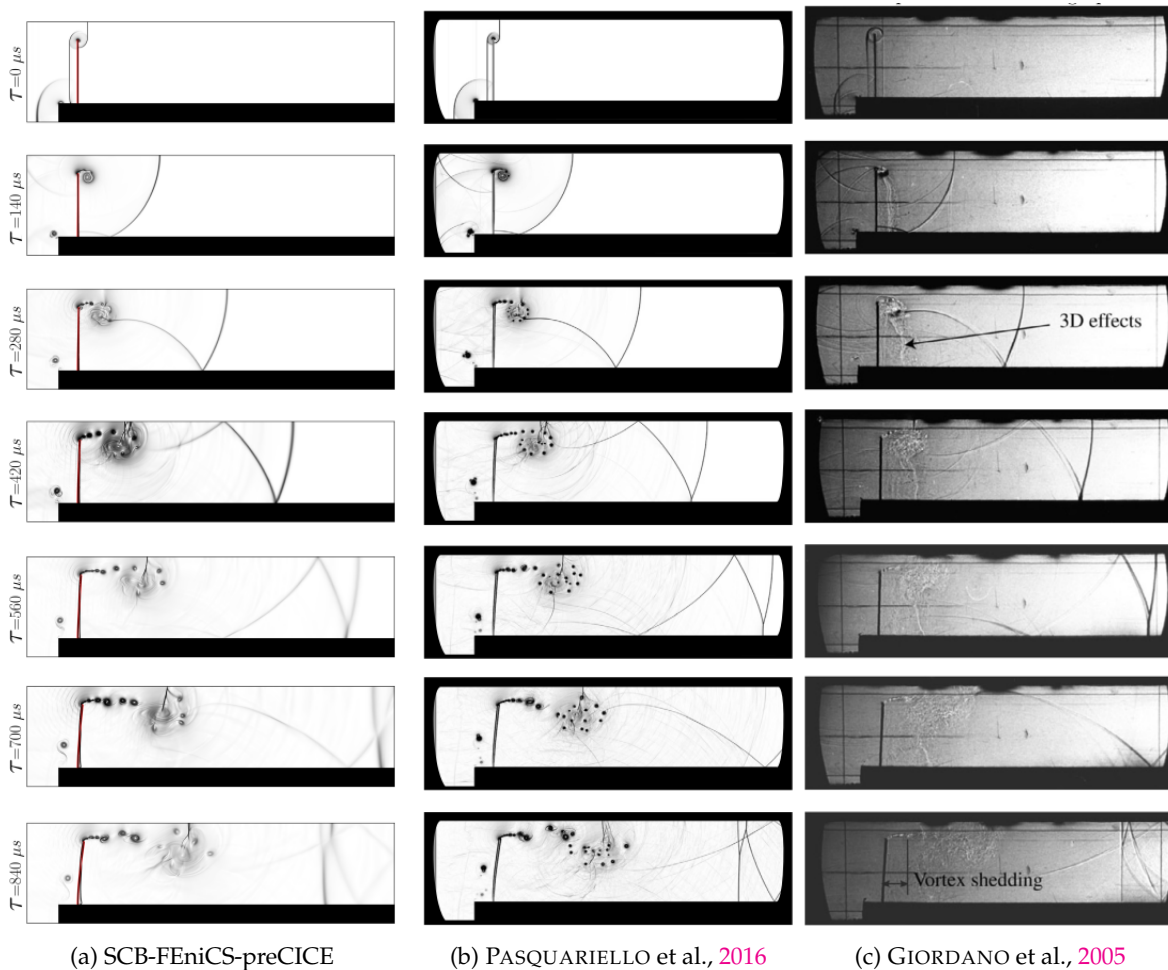 τ=0 μs
τ=140 μs
τ=280 μs
3D effects
τ=420 μs
τ=560 μs
τ=700 μs
τ=840 μs
Vortex shedding
(a) SCB-FEniCS-preCICE
(b) PASQUARIELLO et al., 2016
(c) GIORDANO et al., 2005